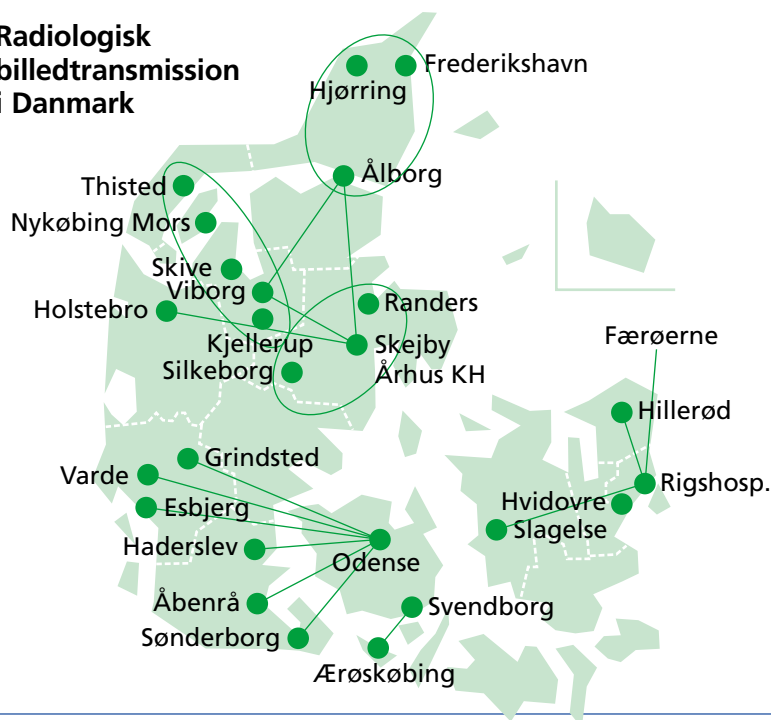 Radiologisk
billedtransmission
i Danmark
Frederikshavn
Hjørring
Ålborg
Thisted
Nykøbing Mors
Skive
Viborg
Holstebro
Randers
Kjellerup
Skejby
Silkeborg
Århus KH
Færøerne
Hillerød
Grindsted
Varde
Rigshosp.
Hvidovre
Esbjerg
Slagelse
Haderslev
Odense
Åbenrå
Svendborg
Sønderborg
Ærøskøbing